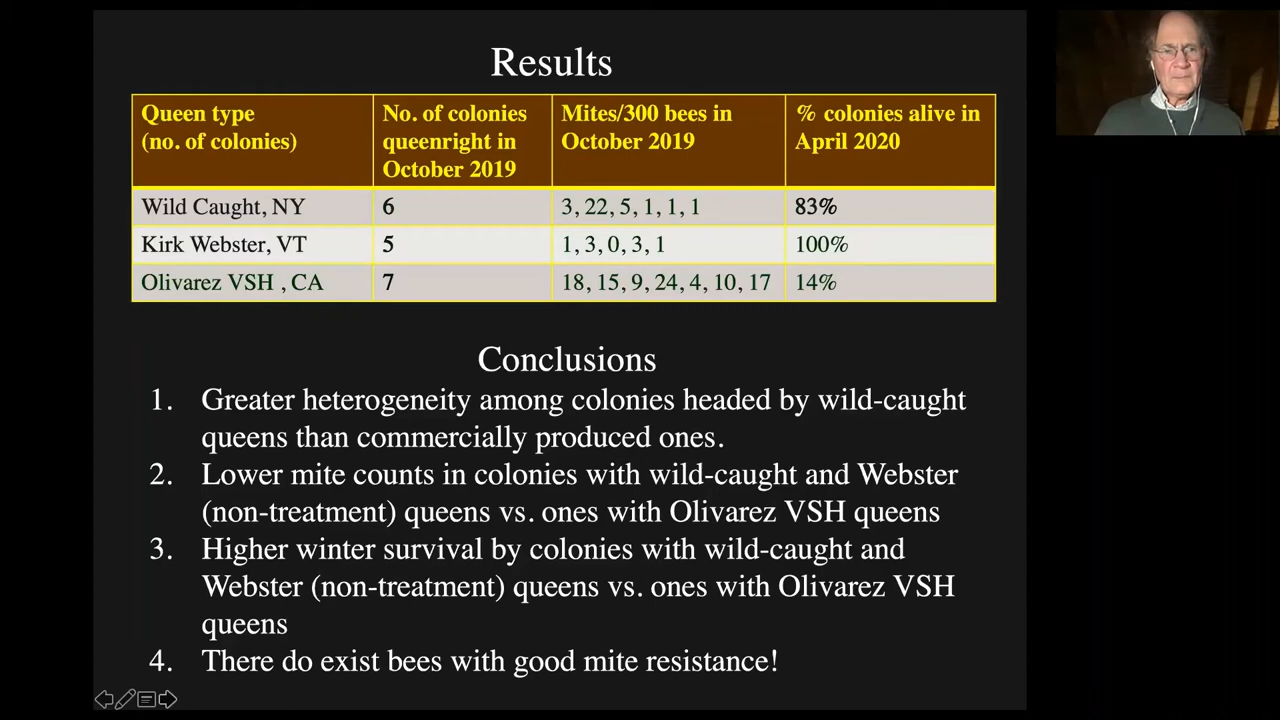 Results
Queen type
(no. of colonies)
No. of colonies
queenright in
October 2019
Mites/300 bees in
October 2019
% colonies alive in
April 2020
Wild Caught, NY
6
3, 22, 5, 1, 1, 1
83%
Kirk Webster, VT
5
1, 3, 0, 3, 1
100%
Olivarez VSH , CA
7
18, 15, 9, 24, 4, 10, 17
14%
Conclusions
1. Greater heterogeneity among colonies headed by wild-caught
queens than commercially produced ones.
2. Lower mite counts in colonies with wild-caught and Webster
(non-treatment) queens vs. ones with Olivarez VSH queens
3. Higher winter survival by colonies with wild-caught and
Webster (non-treatment) queens vs. ones with Olivarez VSH
queens
4. There do exist bees with good mite resistance!